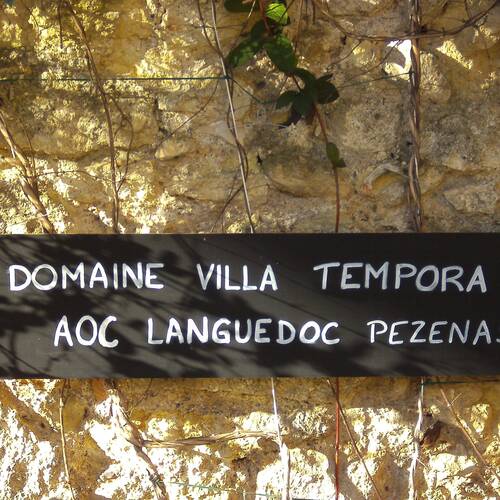 DOMAINE VILLA TEMPORA
AOC LANGUEDOC PEZENA